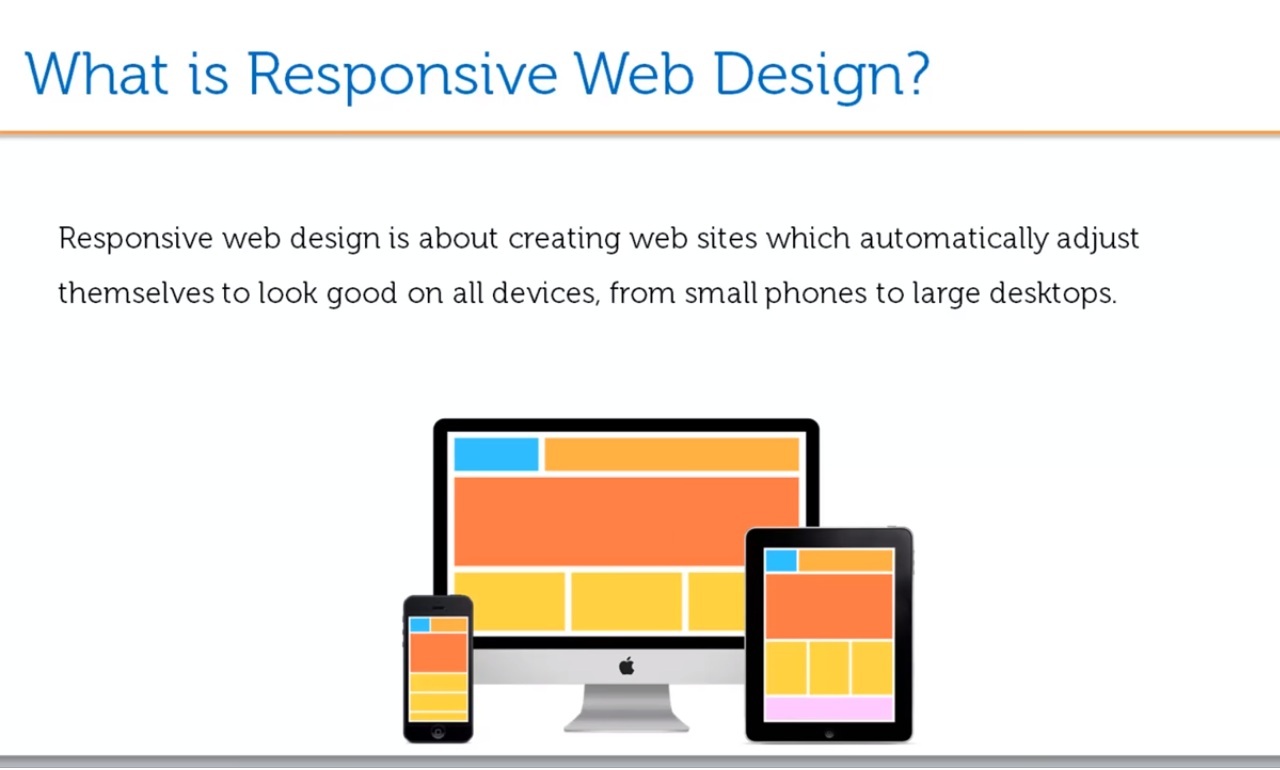 What is Responsive Web Design?
Responsive web design is about creating web sites which automatically adjust
themselves to look good on all devices, from small phones to large desktops.